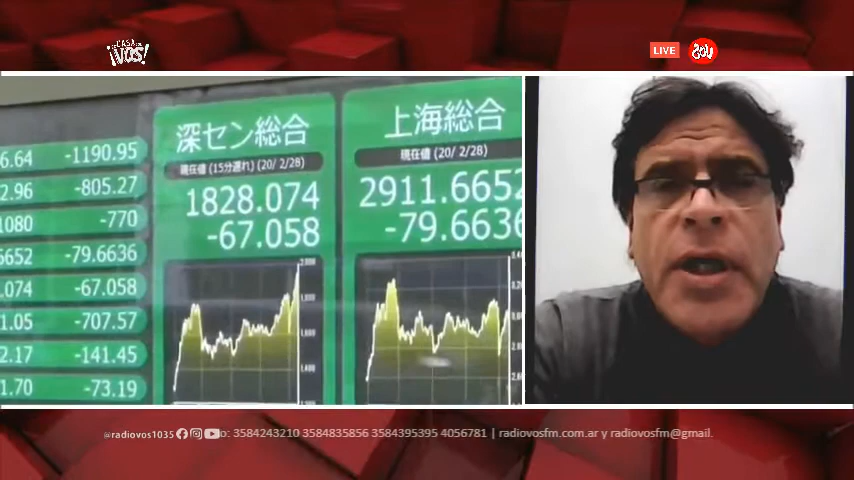 CASA
¡VOS!
LIVE
VOS
6.64 -1190.95
2.96 -805.27
1080 -770
6652 -79.6636
.074 -67.058
1.05 -707.57
2.17 -141.45
1.70 -73.19
深セン総合
現在値 (15分遅れ) (20/ 2/28)
1828.074
-67.058
上海総合
現在値 (20/ 2/28)
2911.6652
-79.6636
@radiovos1035 o: 3584243210 3584835856 3584395395 4056781 | radiovosfm.com.ar y radiovosfm@gmail.